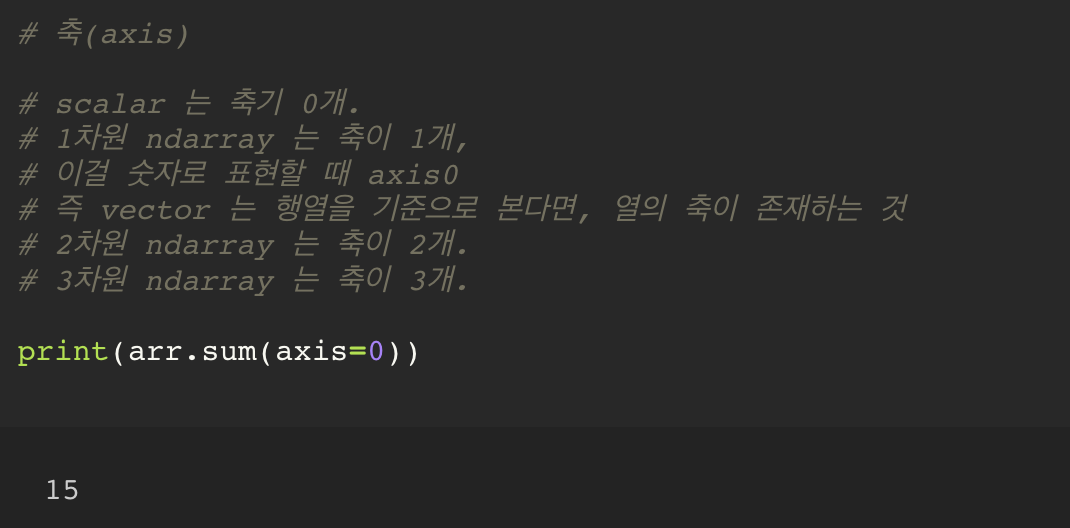 # 축(axis)
# scalar 는 축기 0개.
# 1차원 ndarray 는 축이 1개,
# 이걸 숫자로 표현할 때 axis0
# 즉 vector 는 행열을 기준으로 본다면, 열의 축이 존재하는 것
# 2차원 ndarray 는 축이 2개.
# 3차원 ndarray 는 축이 3개.
print(arr.sum(axis=0))
15